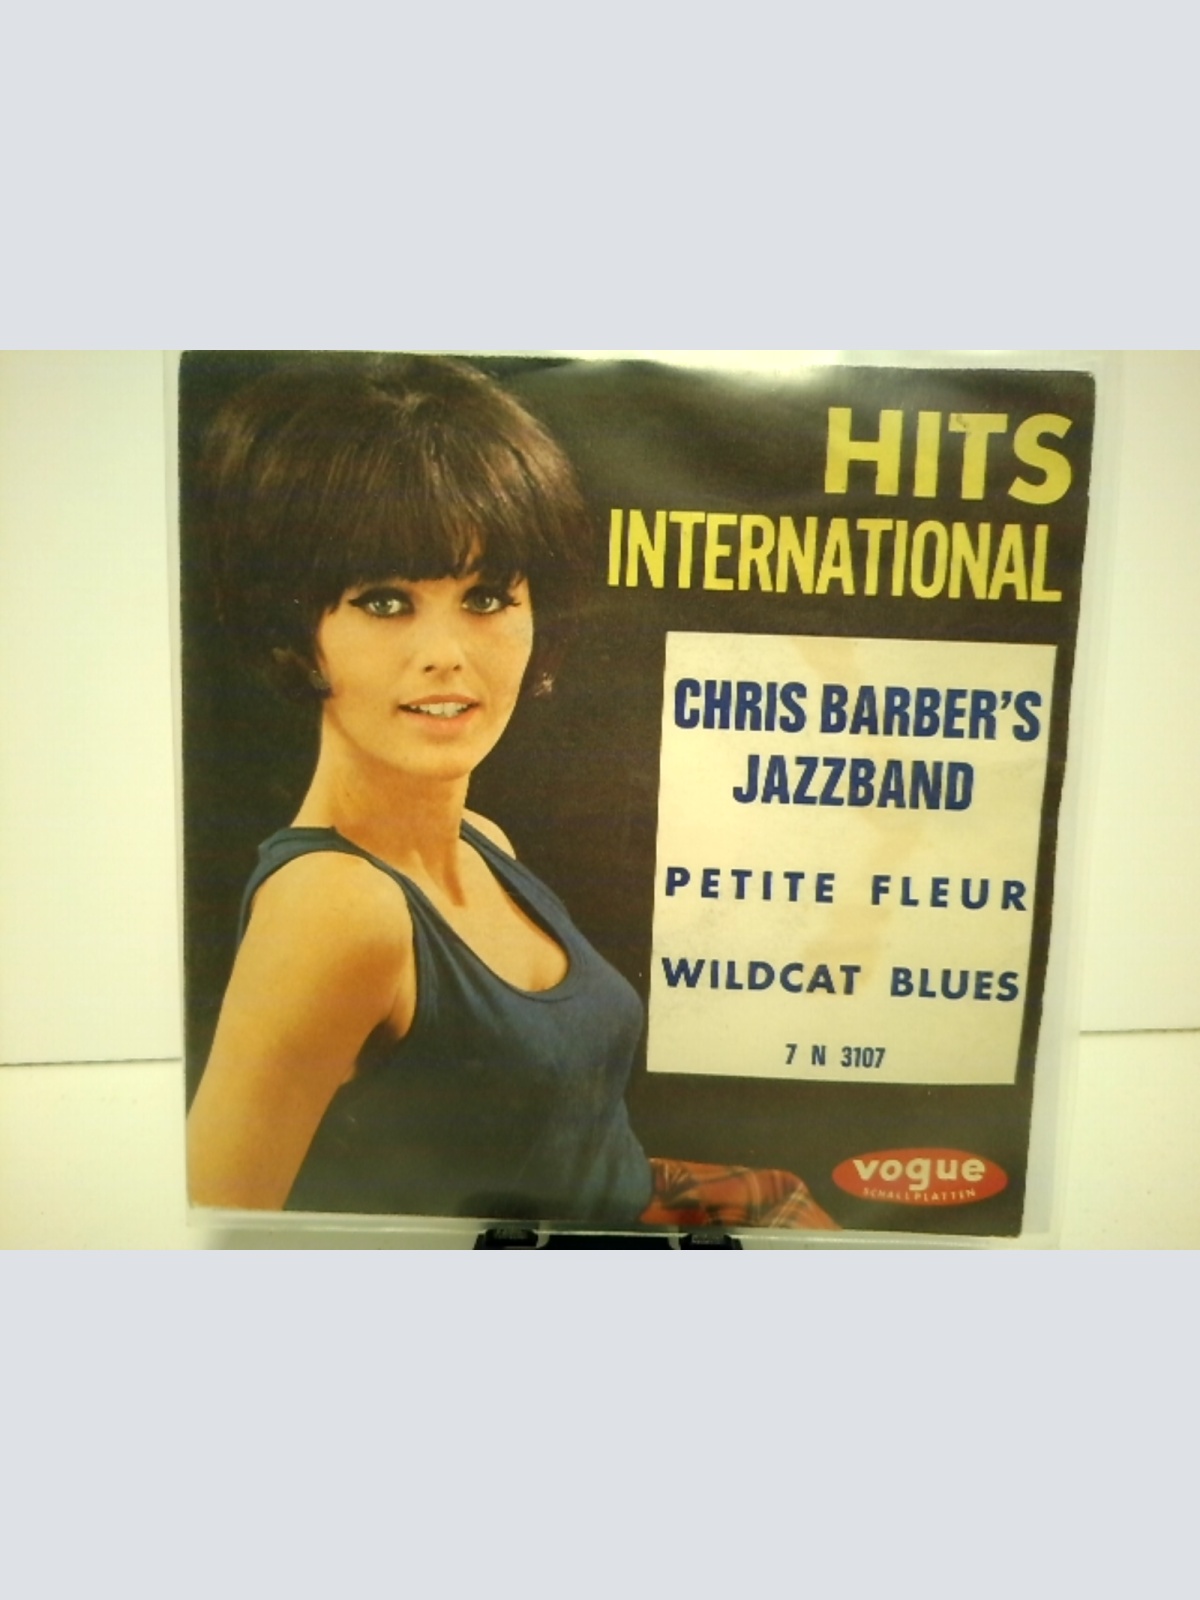 HITS
INTERNATIONAL
CHRIS BARBER'S
JAZZBAND
PETITE FLEUR
WILDCAT BLUES
7 N 3107
vogue
SCHALLPLATTEN